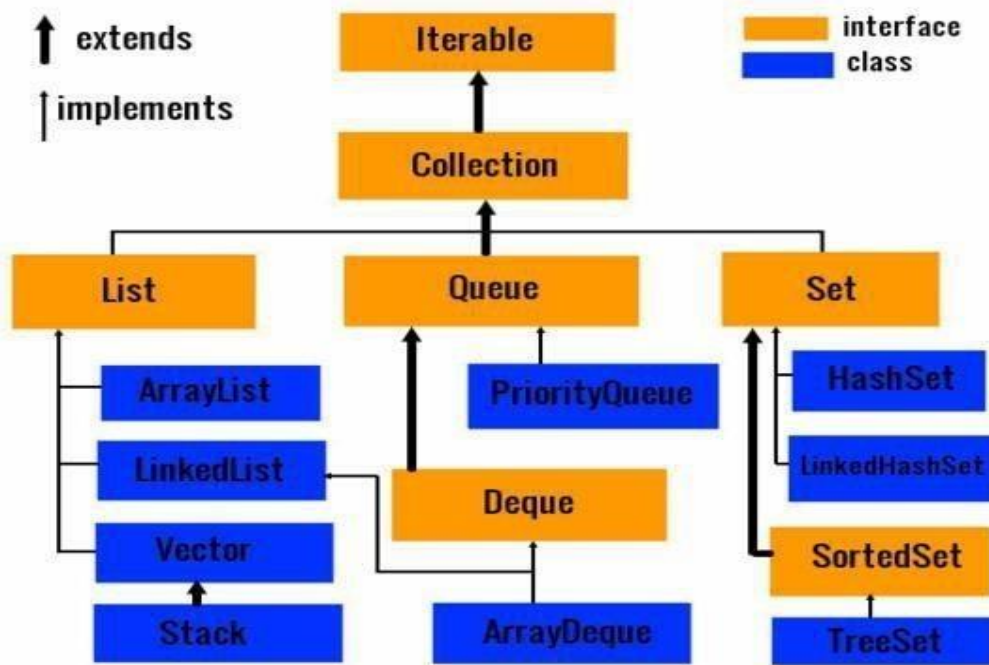 extends
implements
interface
class
Iterable
Collection
List
Queue
Set
ArrayList
PriorityQueue
HashSet
LinkedList
Deque
LinkedHashSet
Vector
SortedSet
Stack
ArrayDeque
TreeSet